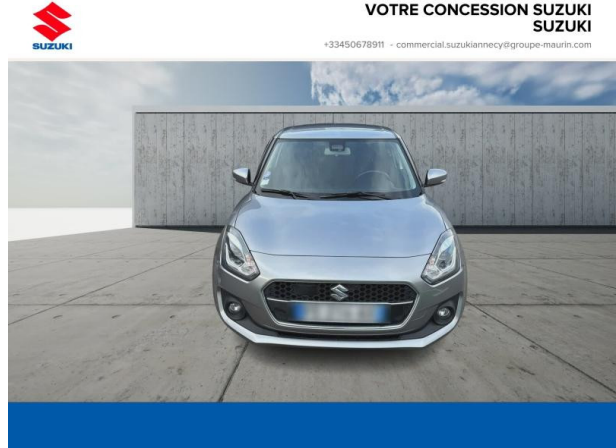 VOTRE CONCESSION SUZUKI
SUZUKI
SUZUKI
+33450678911 - commercial.suzukiannecy@groupe-maurin.com